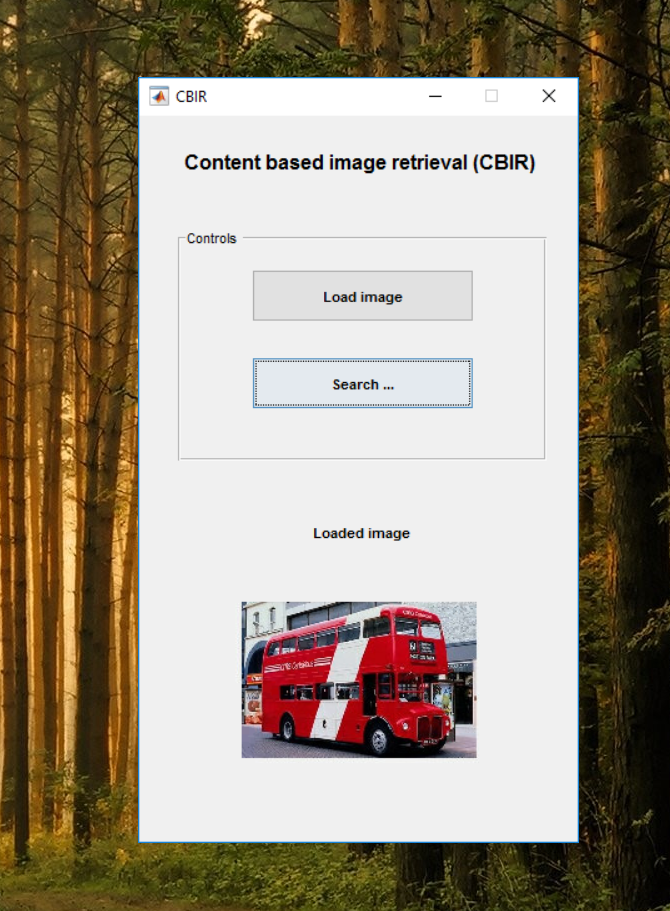 CBIR
Content based image retrieval (CBIR)
Controls
Load image
Search ...
Loaded image